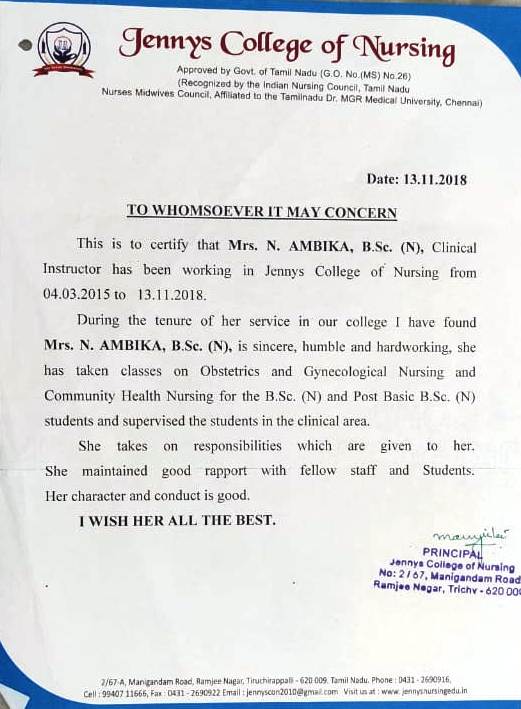 Jennys College of Nursing
Approved by Govt. of Tamil Nadu (G.O. No.(MS) No.26)
(Recognized by the Indian Nursing Council, Tamil Nadu
Nurses Midwives Council, Affiliated to the Tamilnadu Dr. MGR Medical University, Chennai)
Date: 13.11.2018
TO WHOMSOEVER IT MAY CONCERN
This is to certify that Mrs. N. AMBIKA, B.Sc. (N), Clinical
Instructor has been working in Jennys College of Nursing from
04.03.2015 to 13.11.2018.
During the tenure of her service in our college I have found
Mrs. N. AMBIKA, B.Sc. (N), is sincere, humble and hardworking, she
has taken classes on Obstetrics and Gynecological Nursing and
Community Health Nursing for the B.Sc. (N) and Post Basic B.Sc. (N)
students and supervised the students in the clinical area.
She takes on responsibilities which are given to her.
She maintained good rapport with fellow staff and Students.
Her character and conduct is good.
I WISH HER ALL THE BEST.
PRINCIPAL
Jennys College of Nursing
No: 2/67, Manigandam Road
Ramjee Nagar, Trichy - 620 009
2/67-A, Manigandam Road, Ramjee Nagar, Tiruchirappalli - 620 009. Tamil Nadu. Phone : 0431 - 2690916,
Cell : 99407 11666, Fax : 0431 - 2690922 Email : jennyscon2010@gmail.com Visit us at : www.jennysnursingedu.in